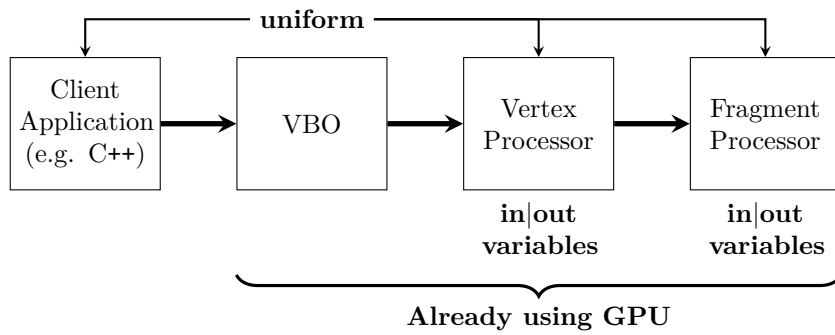 uniform
Client
Application
(e.g. C++)
VBO
Vertex
Processor
Fragment
Processor
in|out
variables
in|out
variables
Already using GPU